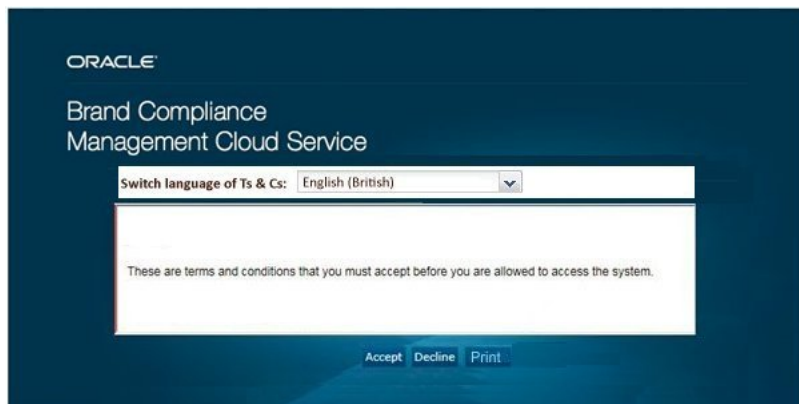 ORACLE
Brand Compliance
Management Cloud Service
Switch language of Ts & Cs: English (British)
These are terms and conditions that you must accept before you are allowed to access the system.
Accept Decline Print